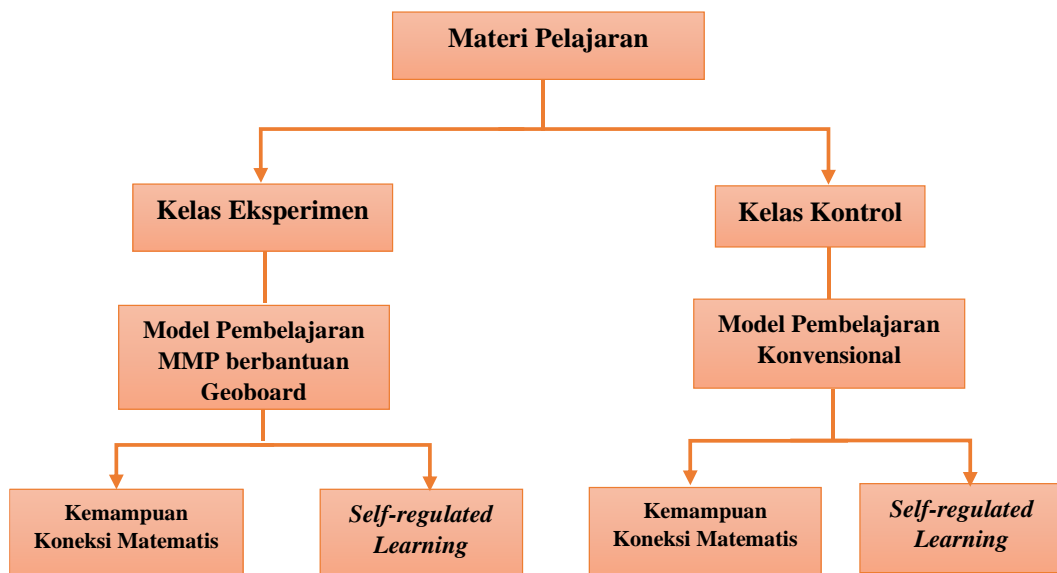 Materi Pelajaran
Kelas Eksperimen
Kelas Kontrol
Model Pembelajaran
MMP berbantuan
Geoboard
Model Pembelajaran
Konvensional
Kemampuan
Koneksi Matematis
Self-regulated
Learning
Kemampuan
Koneksi Matematis
Self-regulated
Learning